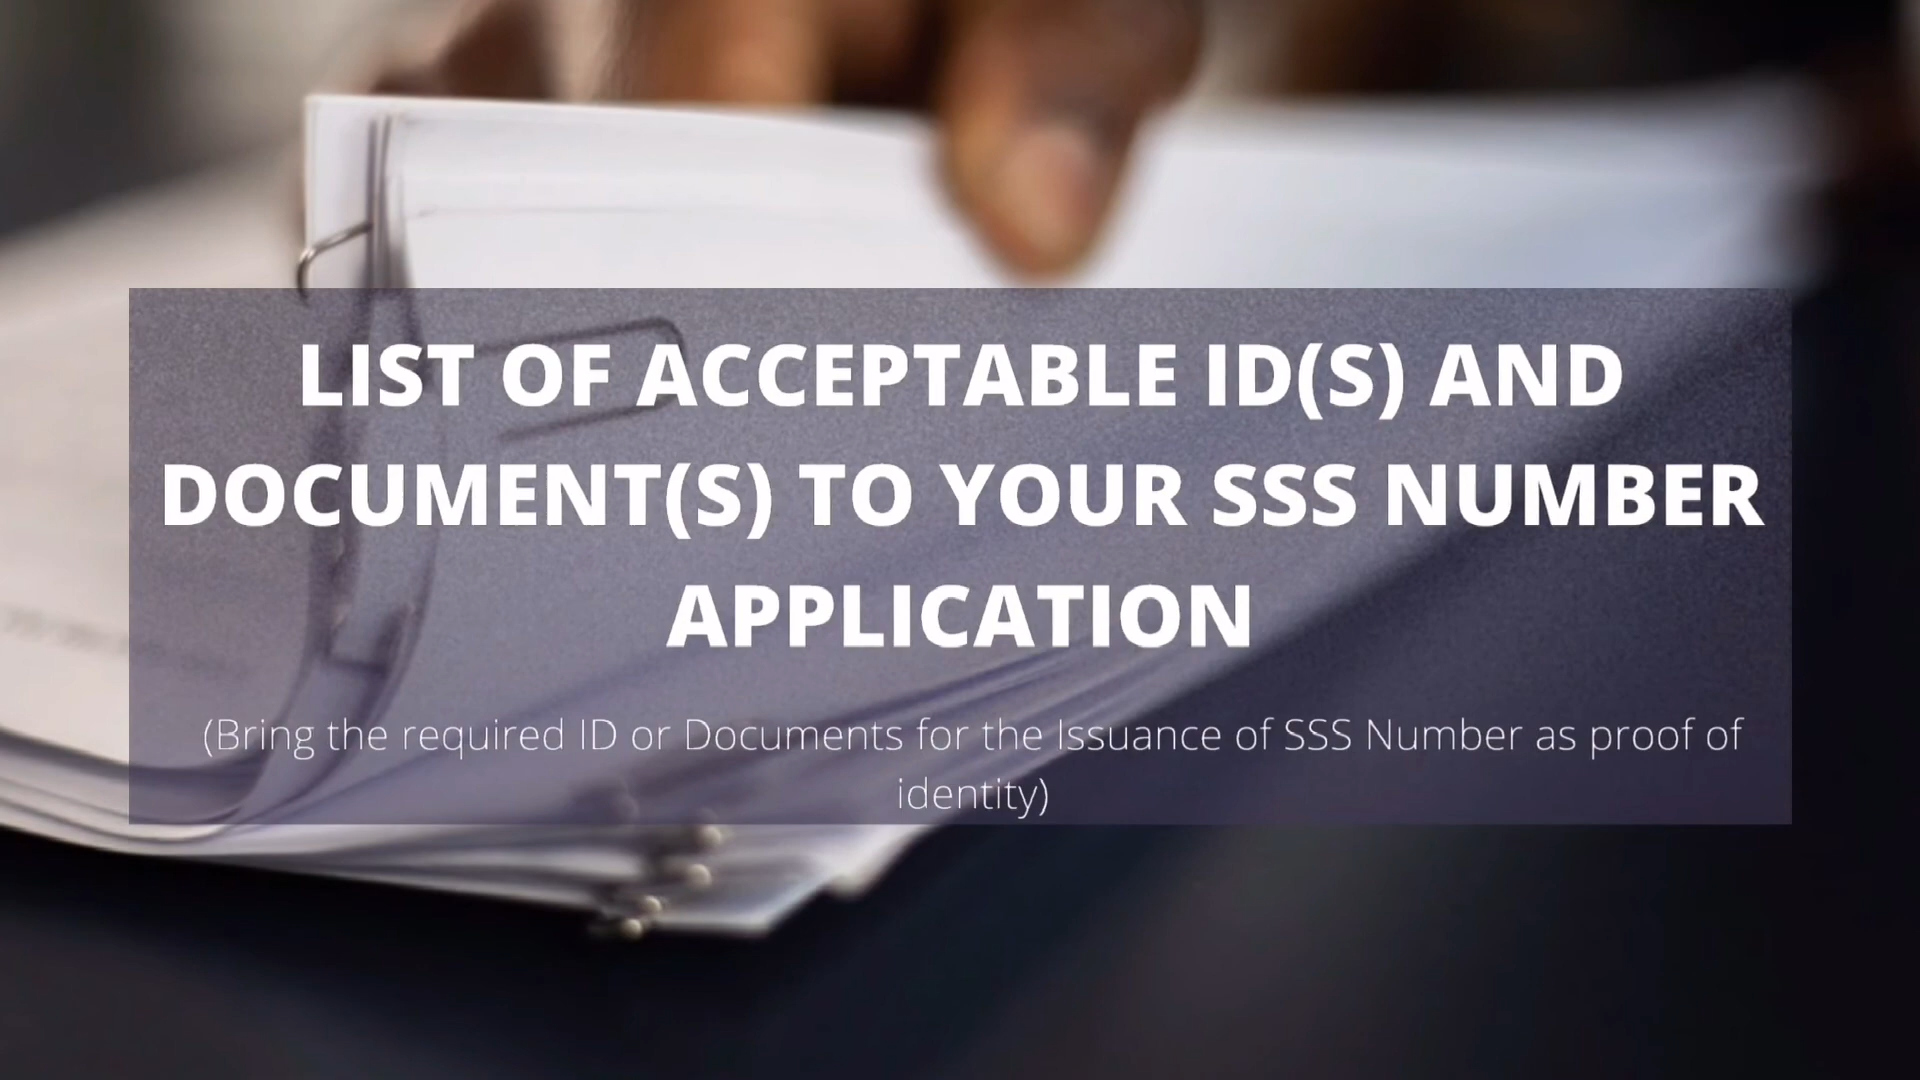 LIST OF ACCEPTABLE ID(S) AND
DOCUMENT(S) TO YOUR SSS NUMBER
APPLICATION
(Bring the required ID or Documents for the Issuance of SSS Number as proof of
identity)